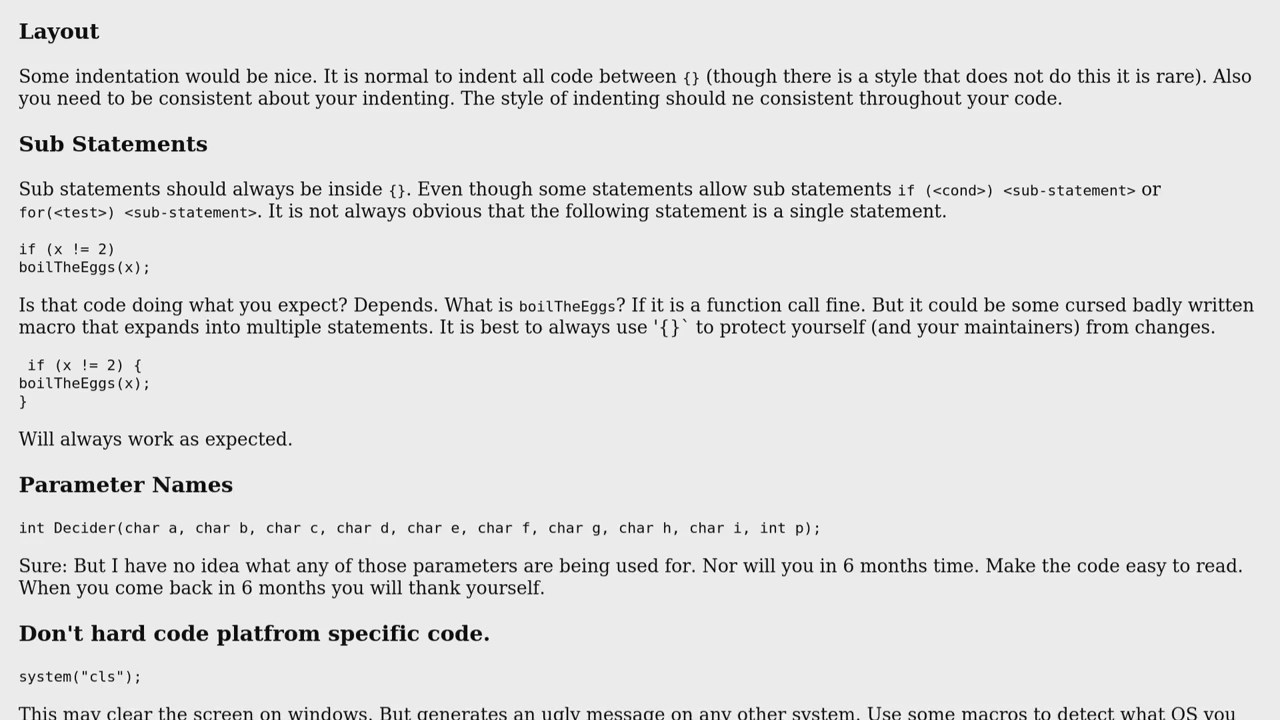 Layout
Some indentation would be nice. It is normal to indent all code between {} (though there is a style that does not do this it is rare). Also
you need to be consistent about your indenting. The style of indenting should ne consistent throughout your code.
Sub Statements
Sub statements should always be inside {}. Even though some statements allow sub statements if (<cond>) <sub-statement> or
for(<test>) <sub-statement>. It is not always obvious that the following statement is a single statement.
if (x != 2)
boilTheEggs(x);
Is that code doing what you expect? Depends. What is boilTheEggs? If it is a function call fine. But it could be some cursed badly written
macro that expands into multiple statements. It is best to always use '{}` to protect yourself (and your maintainers) from changes.
if (x != 2) {
boilTheEggs(x);
}
Will always work as expected.
Parameter Names
int Decider(char a, char b, char c, char d, char e, char f, char g, char h, char i, int p);
Sure: But I have no idea what any of those parameters are being used for. Nor will you in 6 months time. Make the code easy to read.
When you come back in 6 months you will thank yourself.
Don't hard code platfrom specific code.
system("cls");
This may clear the screen on windows. But generates an ugly message on any other system. Use some macros to detect what OS you